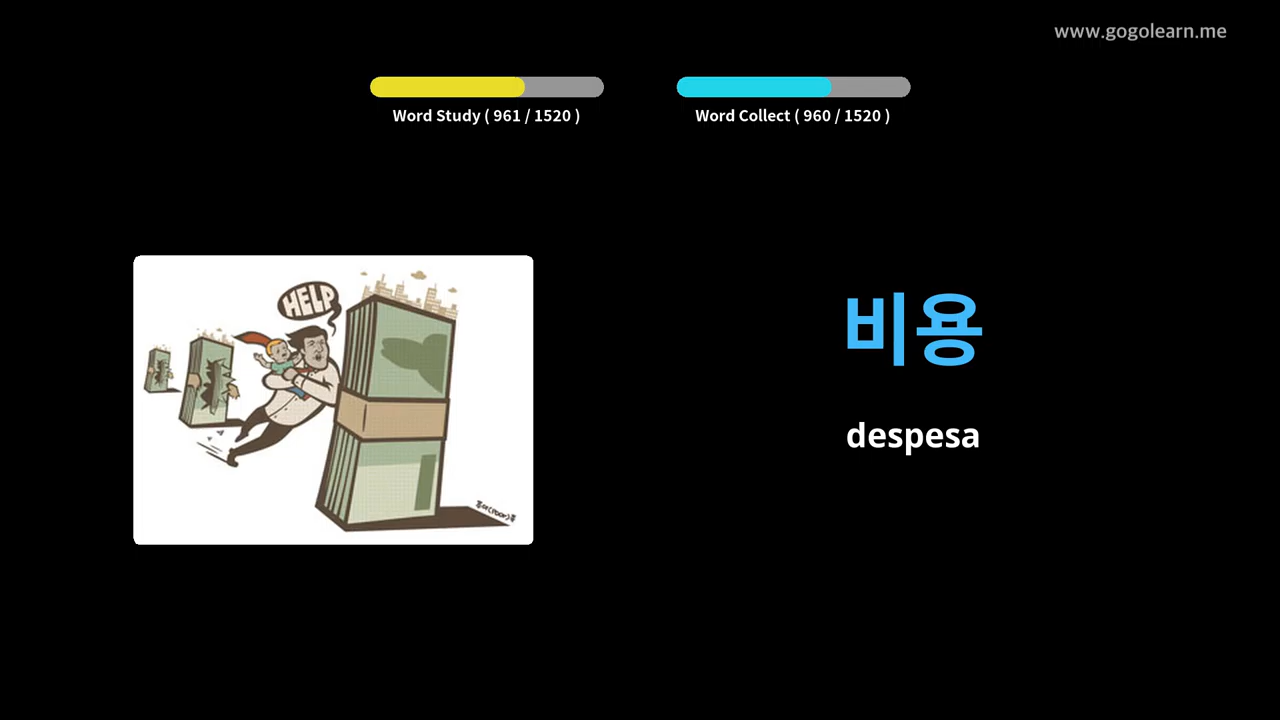 www.gogolearn.me
Word Study ( 961 / 1520 )
Word Collect ( 960 / 1520 )
HELP
비용
despesa